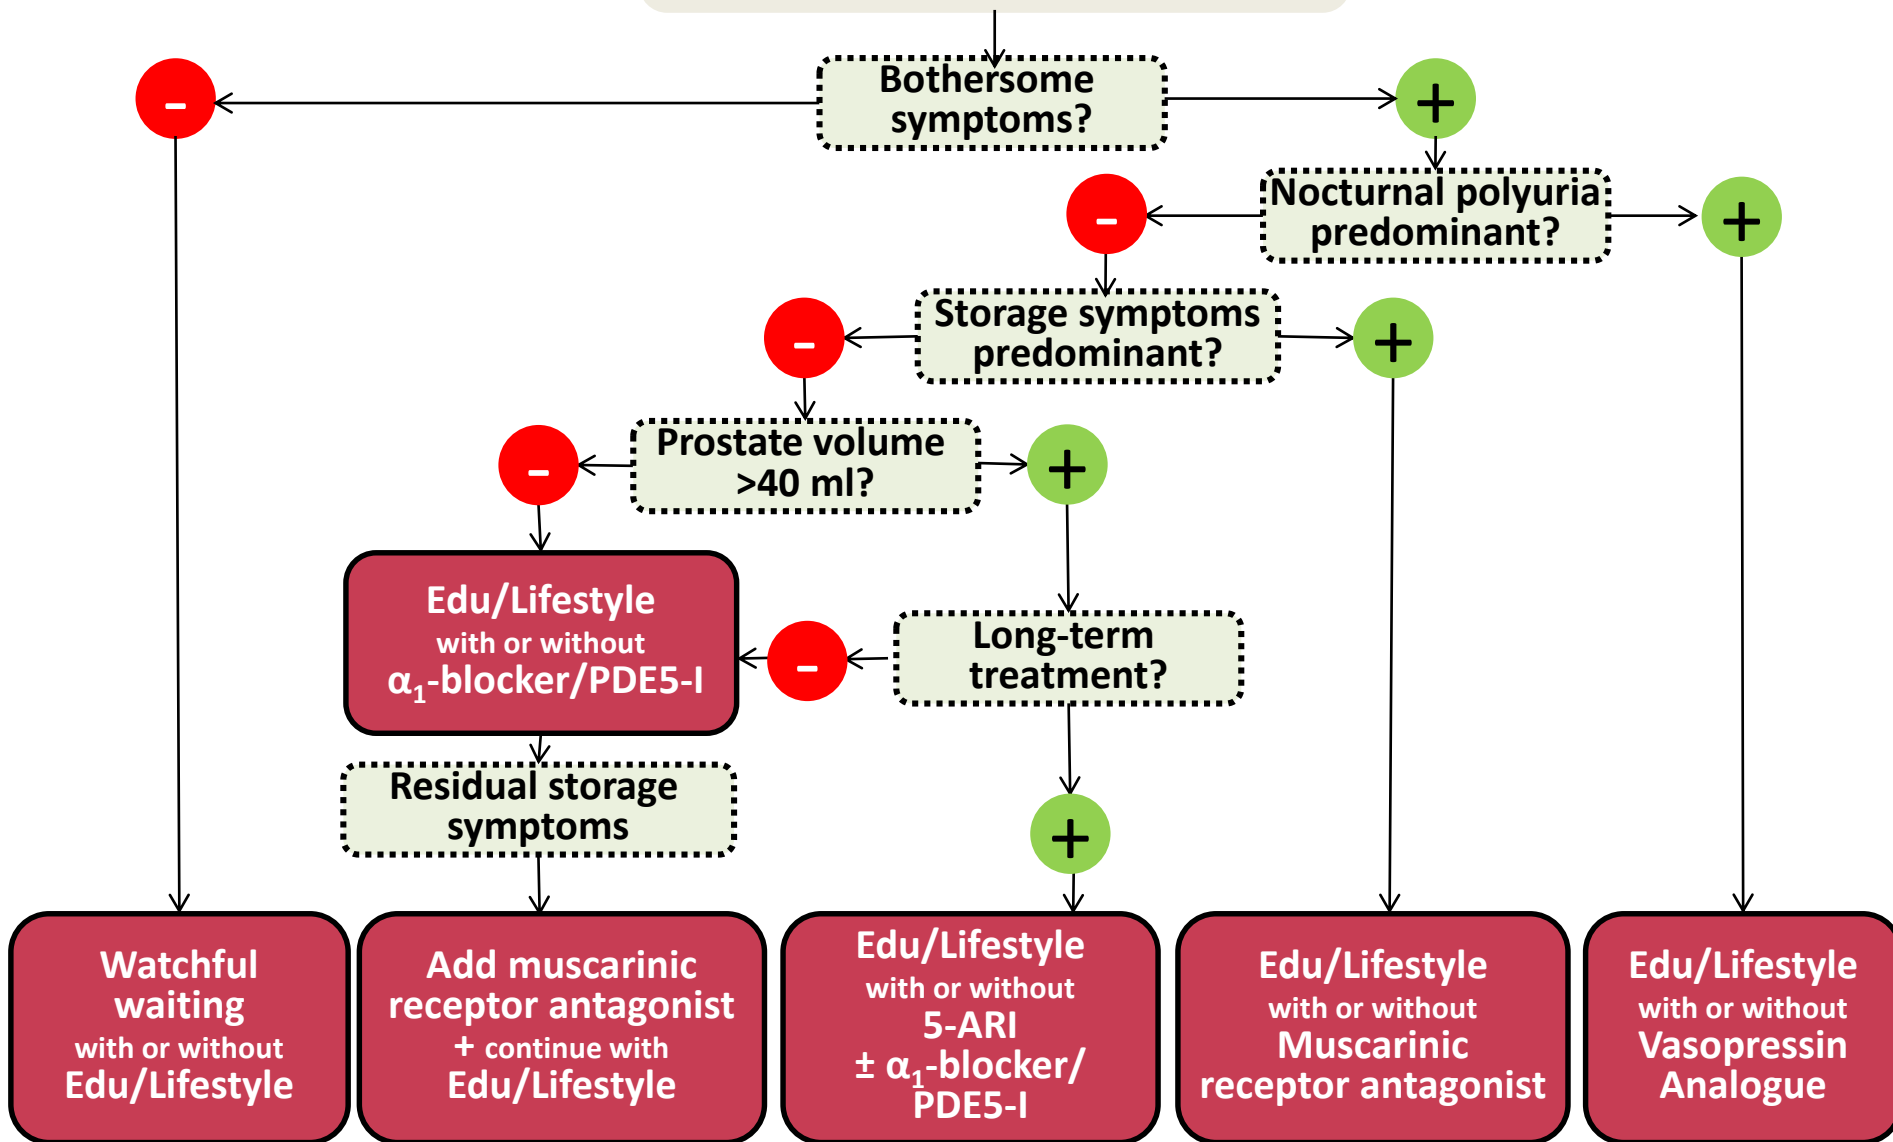 Bothersome
symptoms?
-
+
Nocturnal polyuria
predominant?
-
+
Storage symptoms
predominant?
-
+
Prostate volume
>40 ml?
-
+
Edu/Lifestyle
with or without
α₁-blocker/PDE5-I
-
Long-term
treatment?
Residual storage
symptoms
+
Watchful
waiting
with or without
Edu/Lifestyle
Add muscarinic
receptor antagonist
+ continue with
Edu/Lifestyle
Edu/Lifestyle
with or without
5-ARI
± α₁-blocker/
PDE5-I
Edu/Lifestyle
with or without
Muscarinic
receptor antagonist
Edu/Lifestyle
with or without
Vasopressin
Analogue